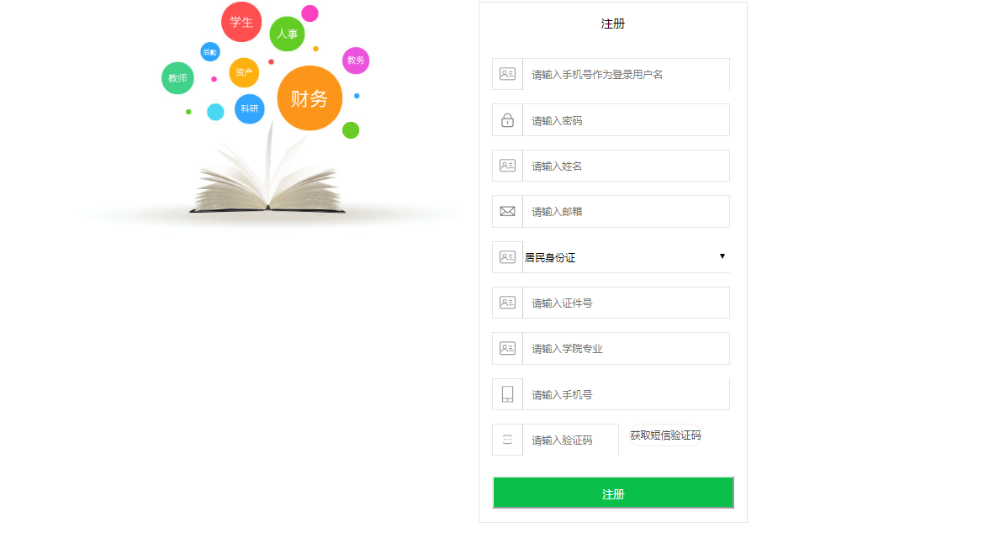 学生
人事
后勤
教务
教师
资产
财务
科研
注册
请输入手机号作为登录用户名
请输入密码
请输入姓名
请输入邮箱
居民身份证
请输入证件号
请输入学院专业
请输入手机号
请输入验证码 获取短信验证码
注册